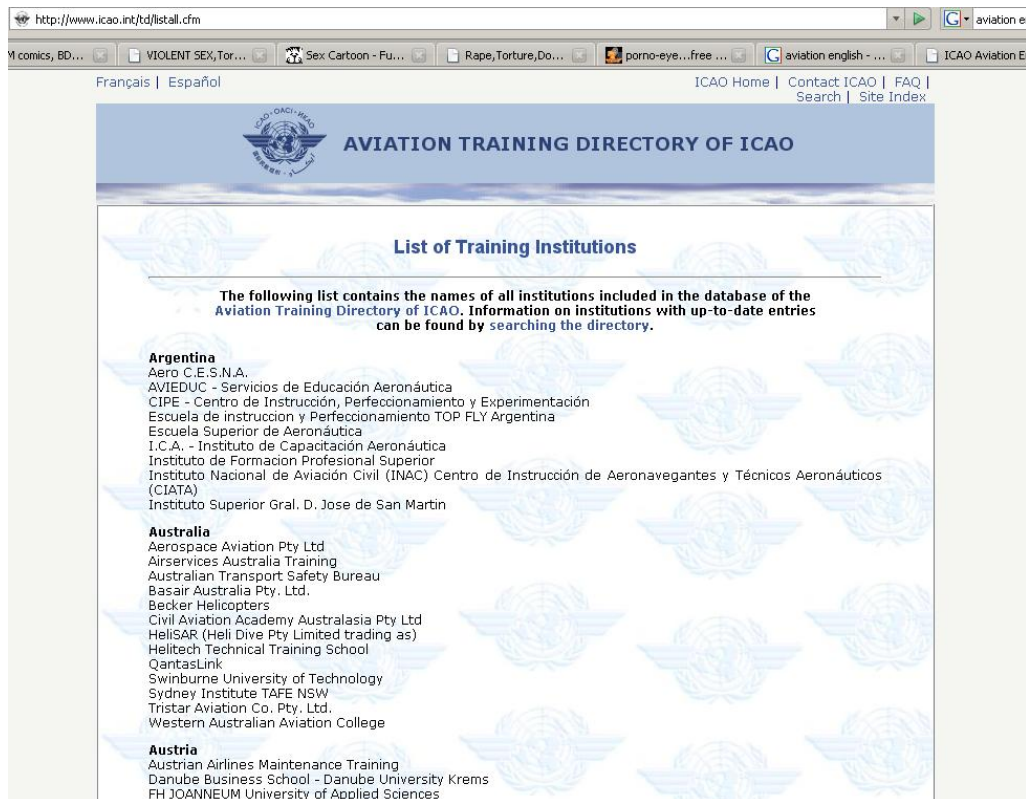 http://www.icao.int/td/listall.cfm
aviation e
M comics, BD...
VIOLENT SEX,Tor...
Sex Cartoon - Fu...
Rape,Torture,Do...
porno-eye...free ...
aviation english - ...
ICAO Aviation E
Français | Español
ICAO Home | Contact ICAO | FAQ |
Search | Site Index
AVIATION TRAINING DIRECTORY OF ICAO
List of Training Institutions
The following list contains the names of all institutions included in the database of the
Aviation Training Directory of ICAO. Information on institutions with up-to-date entries
can be found by searching the directory.
Argentina
Aero C.E.S.N.A.
AVIEDUC - Servicios de Educación Aeronáutica
CIPE - Centro de Instrucción, Perfeccionamiento y Experimentación
Escuela de instruccion y Perfeccionamiento TOP FLY Argentina
Escuela Superior de Aeronáutica
I.C.A. - Instituto de Capacitación Aeronáutica
Instituto de Formacion Profesional Superior
Instituto Nacional de Aviación Civil (INAC) Centro de Instrucción de Aeronavegantes y Técnicos Aeronáuticos
(CIATA)
Instituto Superior Gral. D. Jose de San Martin
Australia
Aerospace Aviation Pty Ltd
Airservices Australia Training
Australian Transport Safety Bureau
Basair Australia Pty. Ltd.
Becker Helicopters
Civil Aviation Academy Australasia Pty Ltd
HeliSAR (Heli Dive Pty Limited trading as)
Helitech Technical Training School
QantasLink
Swinburne University of Technology
Sydney Institute TAFE NSW
Tristar Aviation Co. Pty. Ltd.
Western Australian Aviation College
Austria
Austrian Airlines Maintenance Training
Danube Business School - Danube University Krems
FH JOANNEUM University of Applied Sciences